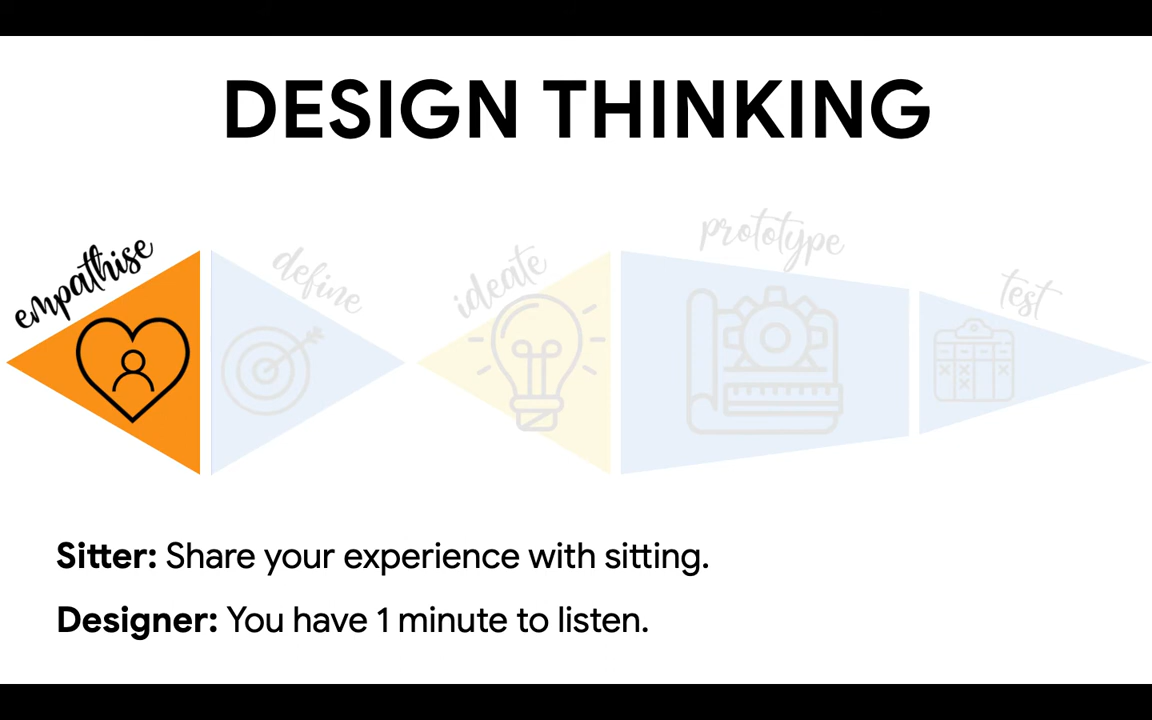 DESIGN THINKING
empathise
define
ideate
prototype
test
Sitter: Share your experience with sitting.
Designer: You have 1 minute to listen.